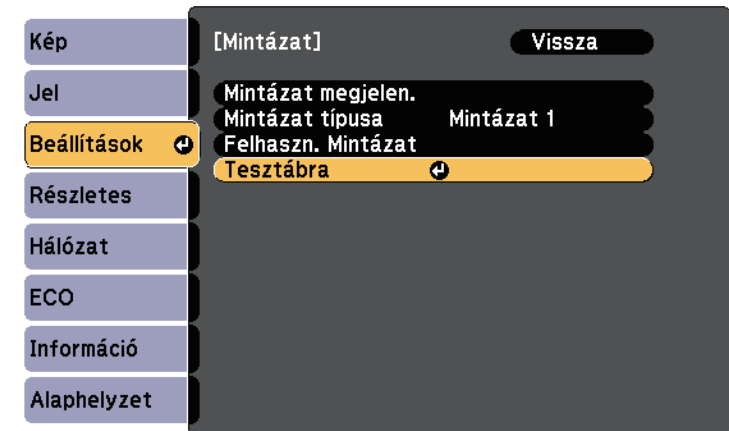 Kép
Jel
Beállítások
Részletes
Hálózat
ECO
Információ
Alaphelyzet
[Mintázat] Vissza
Mintázat megjelen.
Mintázat típusa Mintázat 1
Felhaszn. Mintázat
Tesztábra